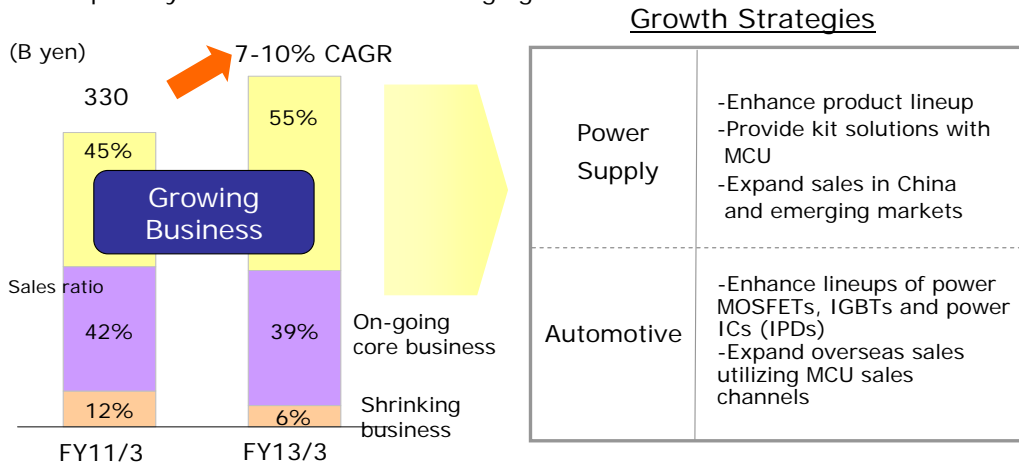 Growth Strategies
(B yen)
7-10% CAGR
330
55%
45%
Growing
Business
Sales ratio
42%
39%
On-going
core business
12%
6%
Shrinking
business
FY11/3
FY13/3
Power
Supply
-Enhance product lineup
-Provide kit solutions with
MCU
-Expand sales in China
and emerging markets
Automotive
-Enhance lineups of power
MOSFETs, IGBTs and power
ICs (IPDs)
-Expand overseas sales
utilizing MCU sales
channels